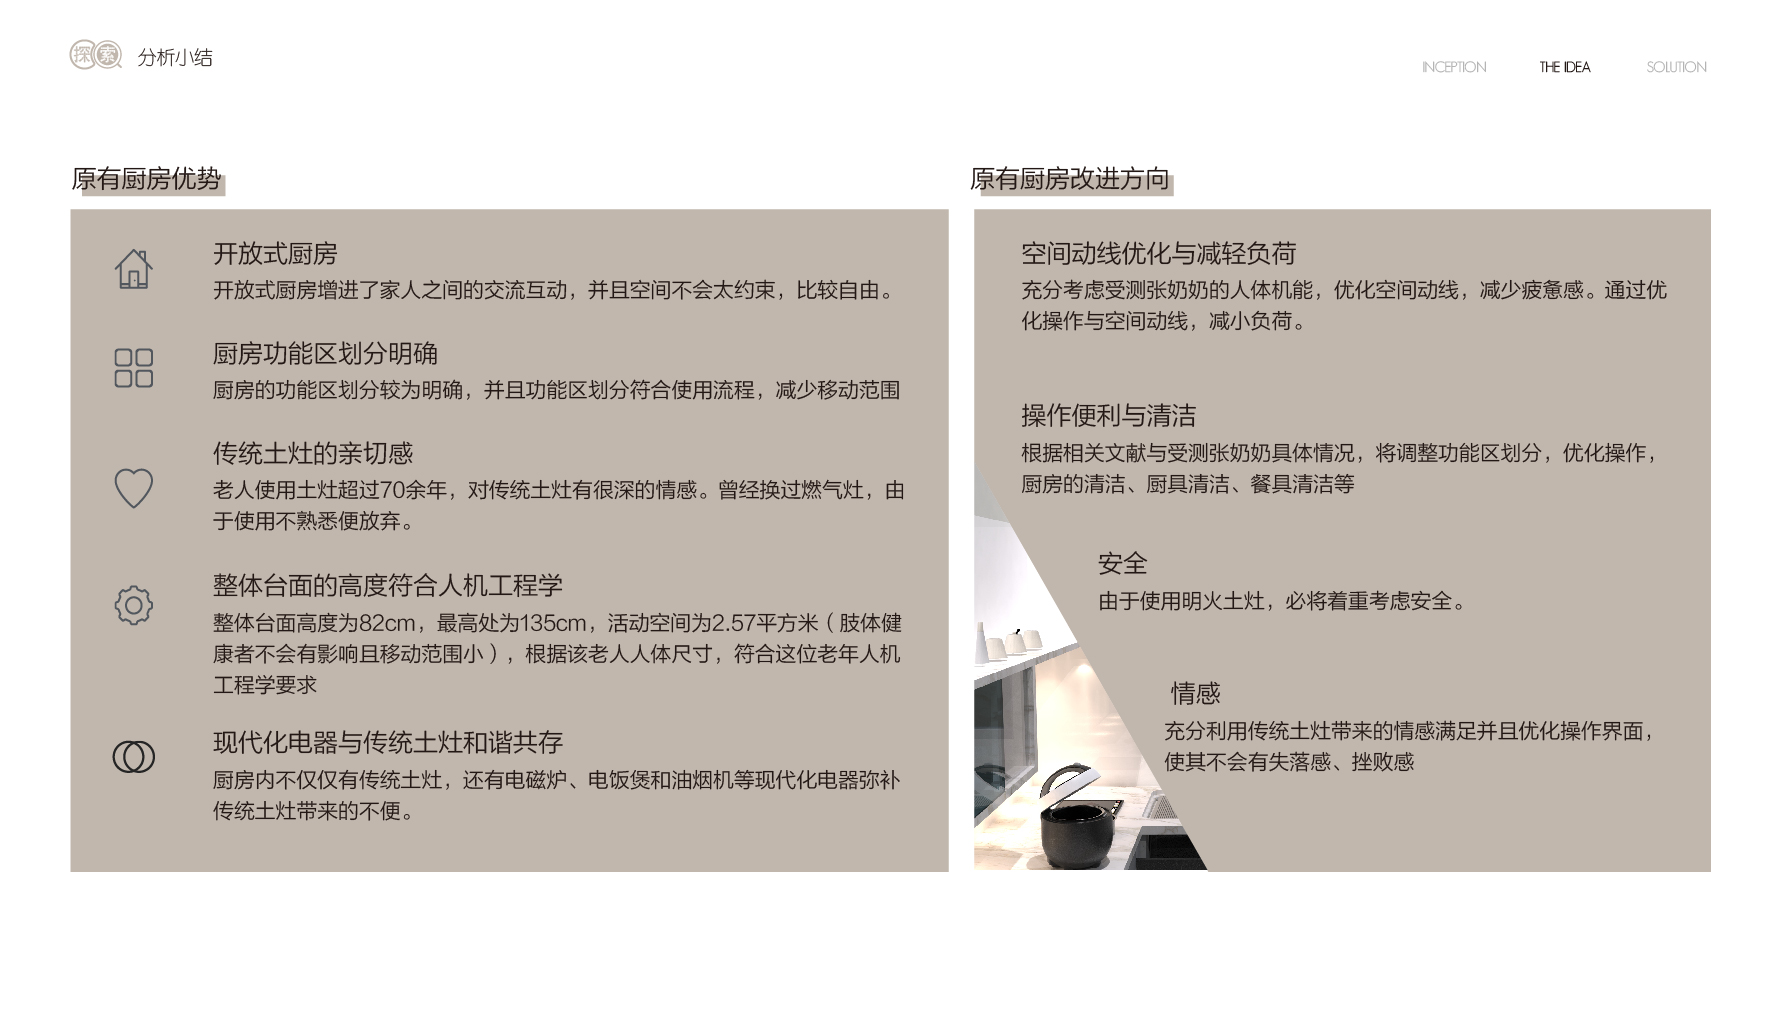 探索 分析小结
INCEPTION THE IDEA SOLUTION
原有厨房优势
开放式厨房
开放式厨房增进了家人之间的交流互动，并且空间不会太约束，比较自由。
厨房功能区划分明确
厨房的功能区划分较为明确，并且功能区划分符合使用流程，减少移动范围
传统土灶的亲切感
老人使用土灶超过70余年，对传统土灶有很深的情感。曾经换过燃气灶，由
于使用不熟悉便放弃。
整体台面的高度符合人机工程学
整体台面高度为82cm，最高处为135cm，活动空间为2.57平方米（肢体健
康者不会有影响且移动范围小），根据该老人人体尺寸，符合这位老年人机
工程学要求
现代化电器与传统土灶和谐共存
厨房内不仅仅有传统土灶，还有电磁炉、电饭煲和油烟机等现代化电器弥补
传统土灶带来的不便。
原有厨房改进方向
空间动线优化与减轻负荷
充分考虑受测张奶奶的人体机能，优化空间动线，减少疲惫感。通过优
化操作与空间动线，减小负荷。
操作便利与清洁
根据相关文献与受测张奶奶具体情况，将调整功能区划分，优化操作，
厨房的清洁、厨具清洁、餐具清洁等
安全
由于使用明火土灶，必将着重考虑安全。
情感
充分利用传统土灶带来的情感满足并且优化操作界面，
使其不会有失落感、挫败感